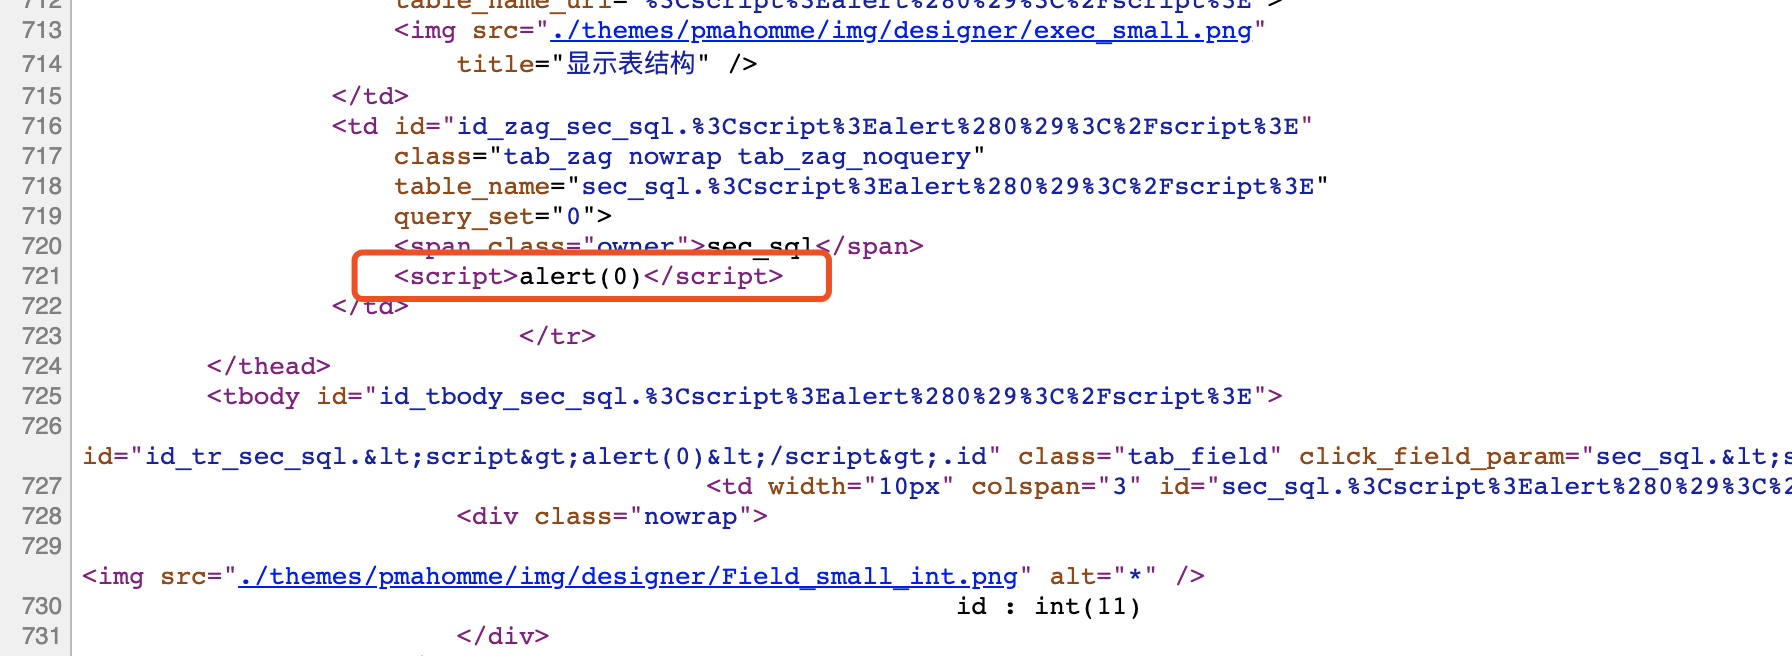 712 table_name_url="%3Cscript%3Ealert%280%29%3C%2Fscript%3E">
713 <img src="./themes/pmahomme/img/designer/exec_small.png"
714 title="显示表结构" />
715 </td>
716 <td id="id_zag_sec_sql.%3Cscript%3Ealert%280%29%3C%2Fscript%3E"
717 class="tab_zag nowrap tab_zag_noquery"
718 table_name="sec_sql.%3Cscript%3Ealert%280%29%3C%2Fscript%3E"
719 query_set="0">
720 <span class="owner">sec_sql</span>
721 <script>alert(0)</script>
722 </td>
723 </tr>
724 </thead>
725 <tbody id="id_tbody_sec_sql.%3Cscript%3Ealert%280%29%3C%2Fscript%3E">
726
id="id_tr_sec_sql.&lt;script&gt;alert(0)&lt;/script&gt;.id" class="tab_field" click_field_param="sec_sql.&lt;s
727 <td width="10px" colspan="3" id="sec_sql.%3Cscript%3Ealert%280%29%3C%2
728 <div class="nowrap">
729
<img src="./themes/pmahomme/img/designer/Field_small_int.png" alt="*" />
730 id : int(11)
731 </div>